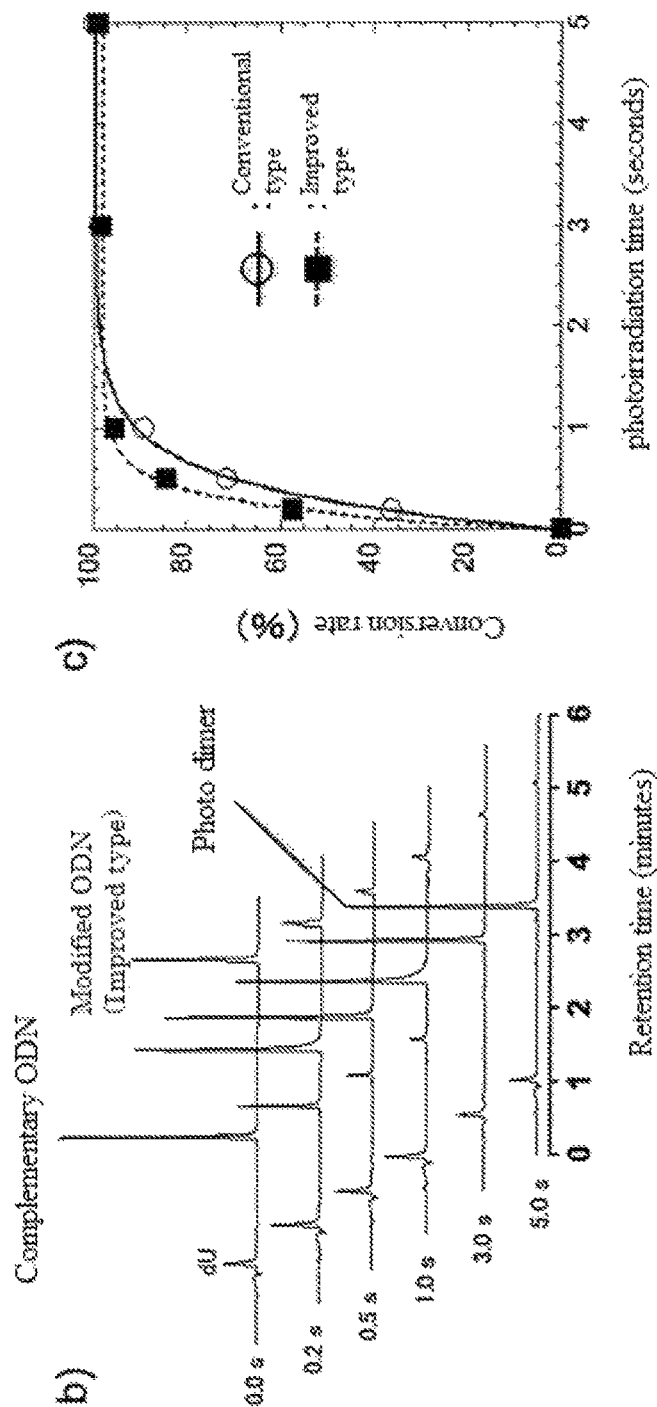 b)
Complementary ODN
Modified ODN
(Improved type)
Photo dimer
dU
0.0 s
0.2 s
0.5 s
1.0 s
3.0 s
5.0 s
0 1 2 3 4 5 6
Retention time (minutes)
c)
Conversion rate (%)
100
80
60
40
20
0
: Conventional
type
: Improved
type
0 1 2 3 4 5
photoirradiation time (seconds)